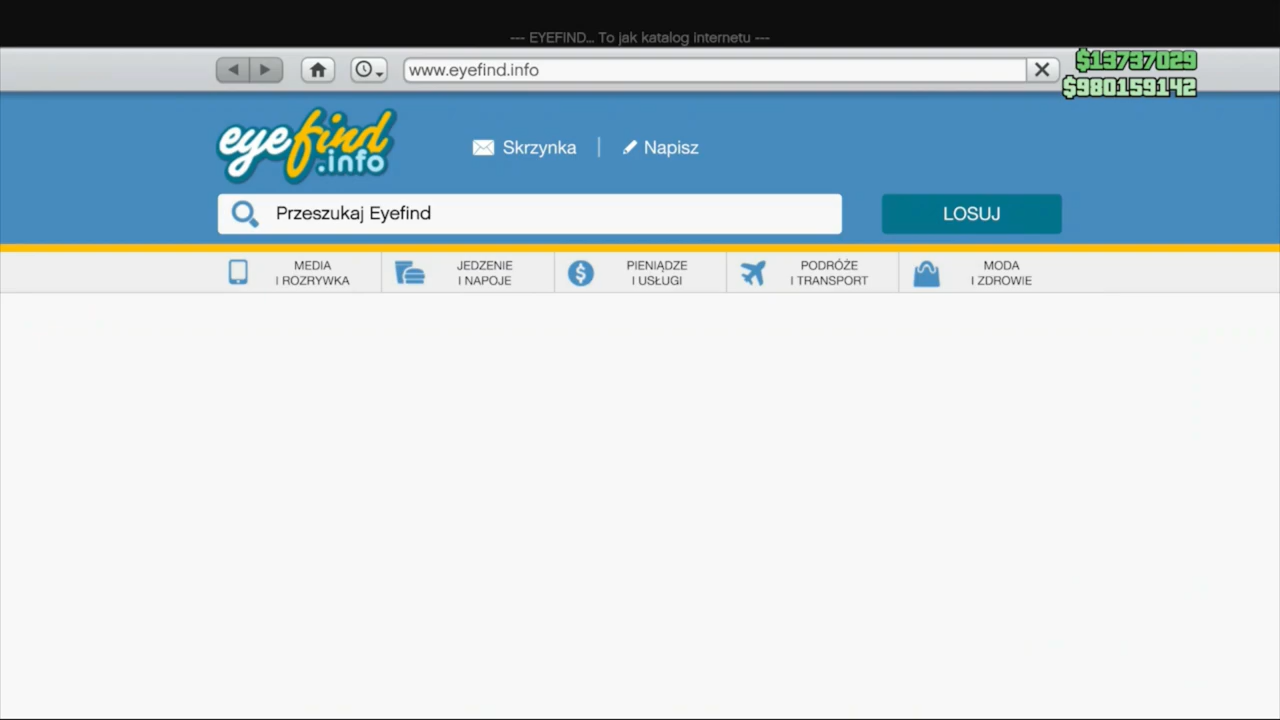 --- EYEFIND... To jak katalog internetu ---
www.eyefind.info
$13737029
$980159142
eyefind
.info
Skrzynka | Napisz
Przeszukaj Eyefind
LOSUJ
MEDIA
I ROZRYWKA
JEDZENIE
I NAPOJE
PIENIĄDZE
I USŁUGI
PODRÓŻE
I TRANSPORT
MODA
I ZDROWIE